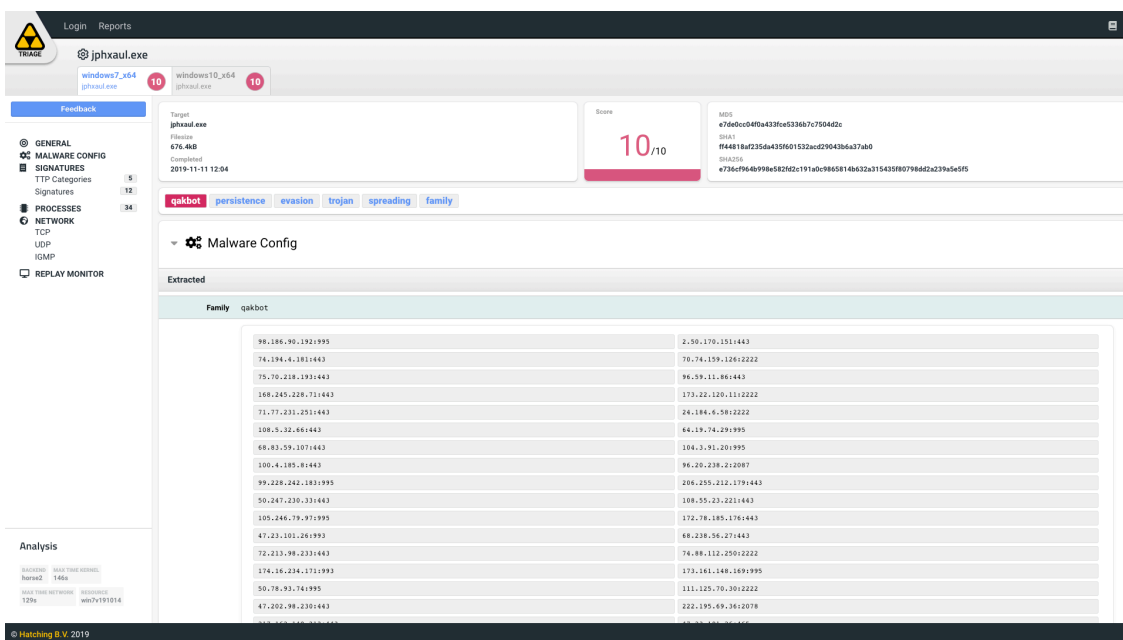 Login Reports
TRIAGE
jphxaul.exe
windows7_x64
jphxaul.exe
10
windows10_x64
jphxaul.exe
10
Feedback
GENERAL
MALWARE CONFIG
SIGNATURES
TTP Categories 5
Signatures 12
PROCESSES 34
NETWORK
TCP
UDP
IGMP
REPLAY MONITOR
Analysis
BACKEND MAX TIME KERNEL
horse2 146s
MAX TIME NETWORK RESOURCE
129s win7v191014
Target
jphxaul.exe
Filesize
676.4kB
Completed
2019-11-11 12:04
Score
10/10
MD5
e7de0cc04f0a433fce5336b7c7504d2c
SHA1
ff44818af235da435f601532acd29043b6a37ab0
SHA256
e736cf964b998e582fd2c191a0c9865814b632a315435f80798dd2a239a5e5f5
qakbot persistence evasion trojan spreading family
Malware Config
Extracted
Family qakbot
98.186.90.192:995 2.50.170.151:443
74.194.4.181:443 70.74.159.126:2222
75.70.218.193:443 96.59.11.86:443
168.245.228.71:443 173.22.120.11:2222
71.77.231.251:443 24.184.6.58:2222
108.5.32.66:443 64.19.74.29:995
68.83.59.107:443 104.3.91.20:995
100.4.185.8:443 96.20.238.2:2087
99.228.242.183:995 206.255.212.179:443
50.247.230.33:443 108.55.23.221:443
105.246.79.97:995 172.78.185.176:443
47.23.101.26:993 68.238.56.27:443
72.213.98.233:443 74.88.112.250:2222
174.16.234.171:993 173.161.148.169:995
50.78.93.74:995 111.125.70.30:2222
47.202.98.230:443 222.195.69.36:2078
© Hatching B.V. 2019